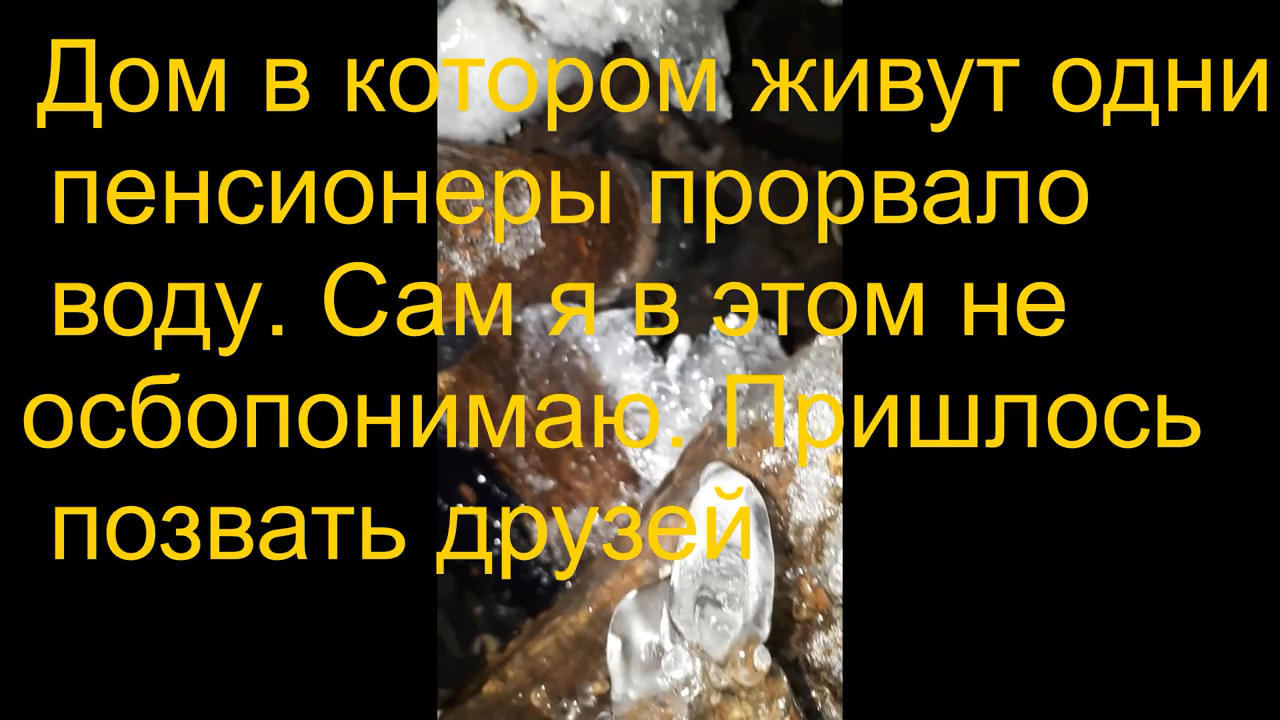 Дом в котором живут одни
пенсионеры прорвало
воду. Сам я в этом не
осбопонимаю. Пришлось
позвать друзей